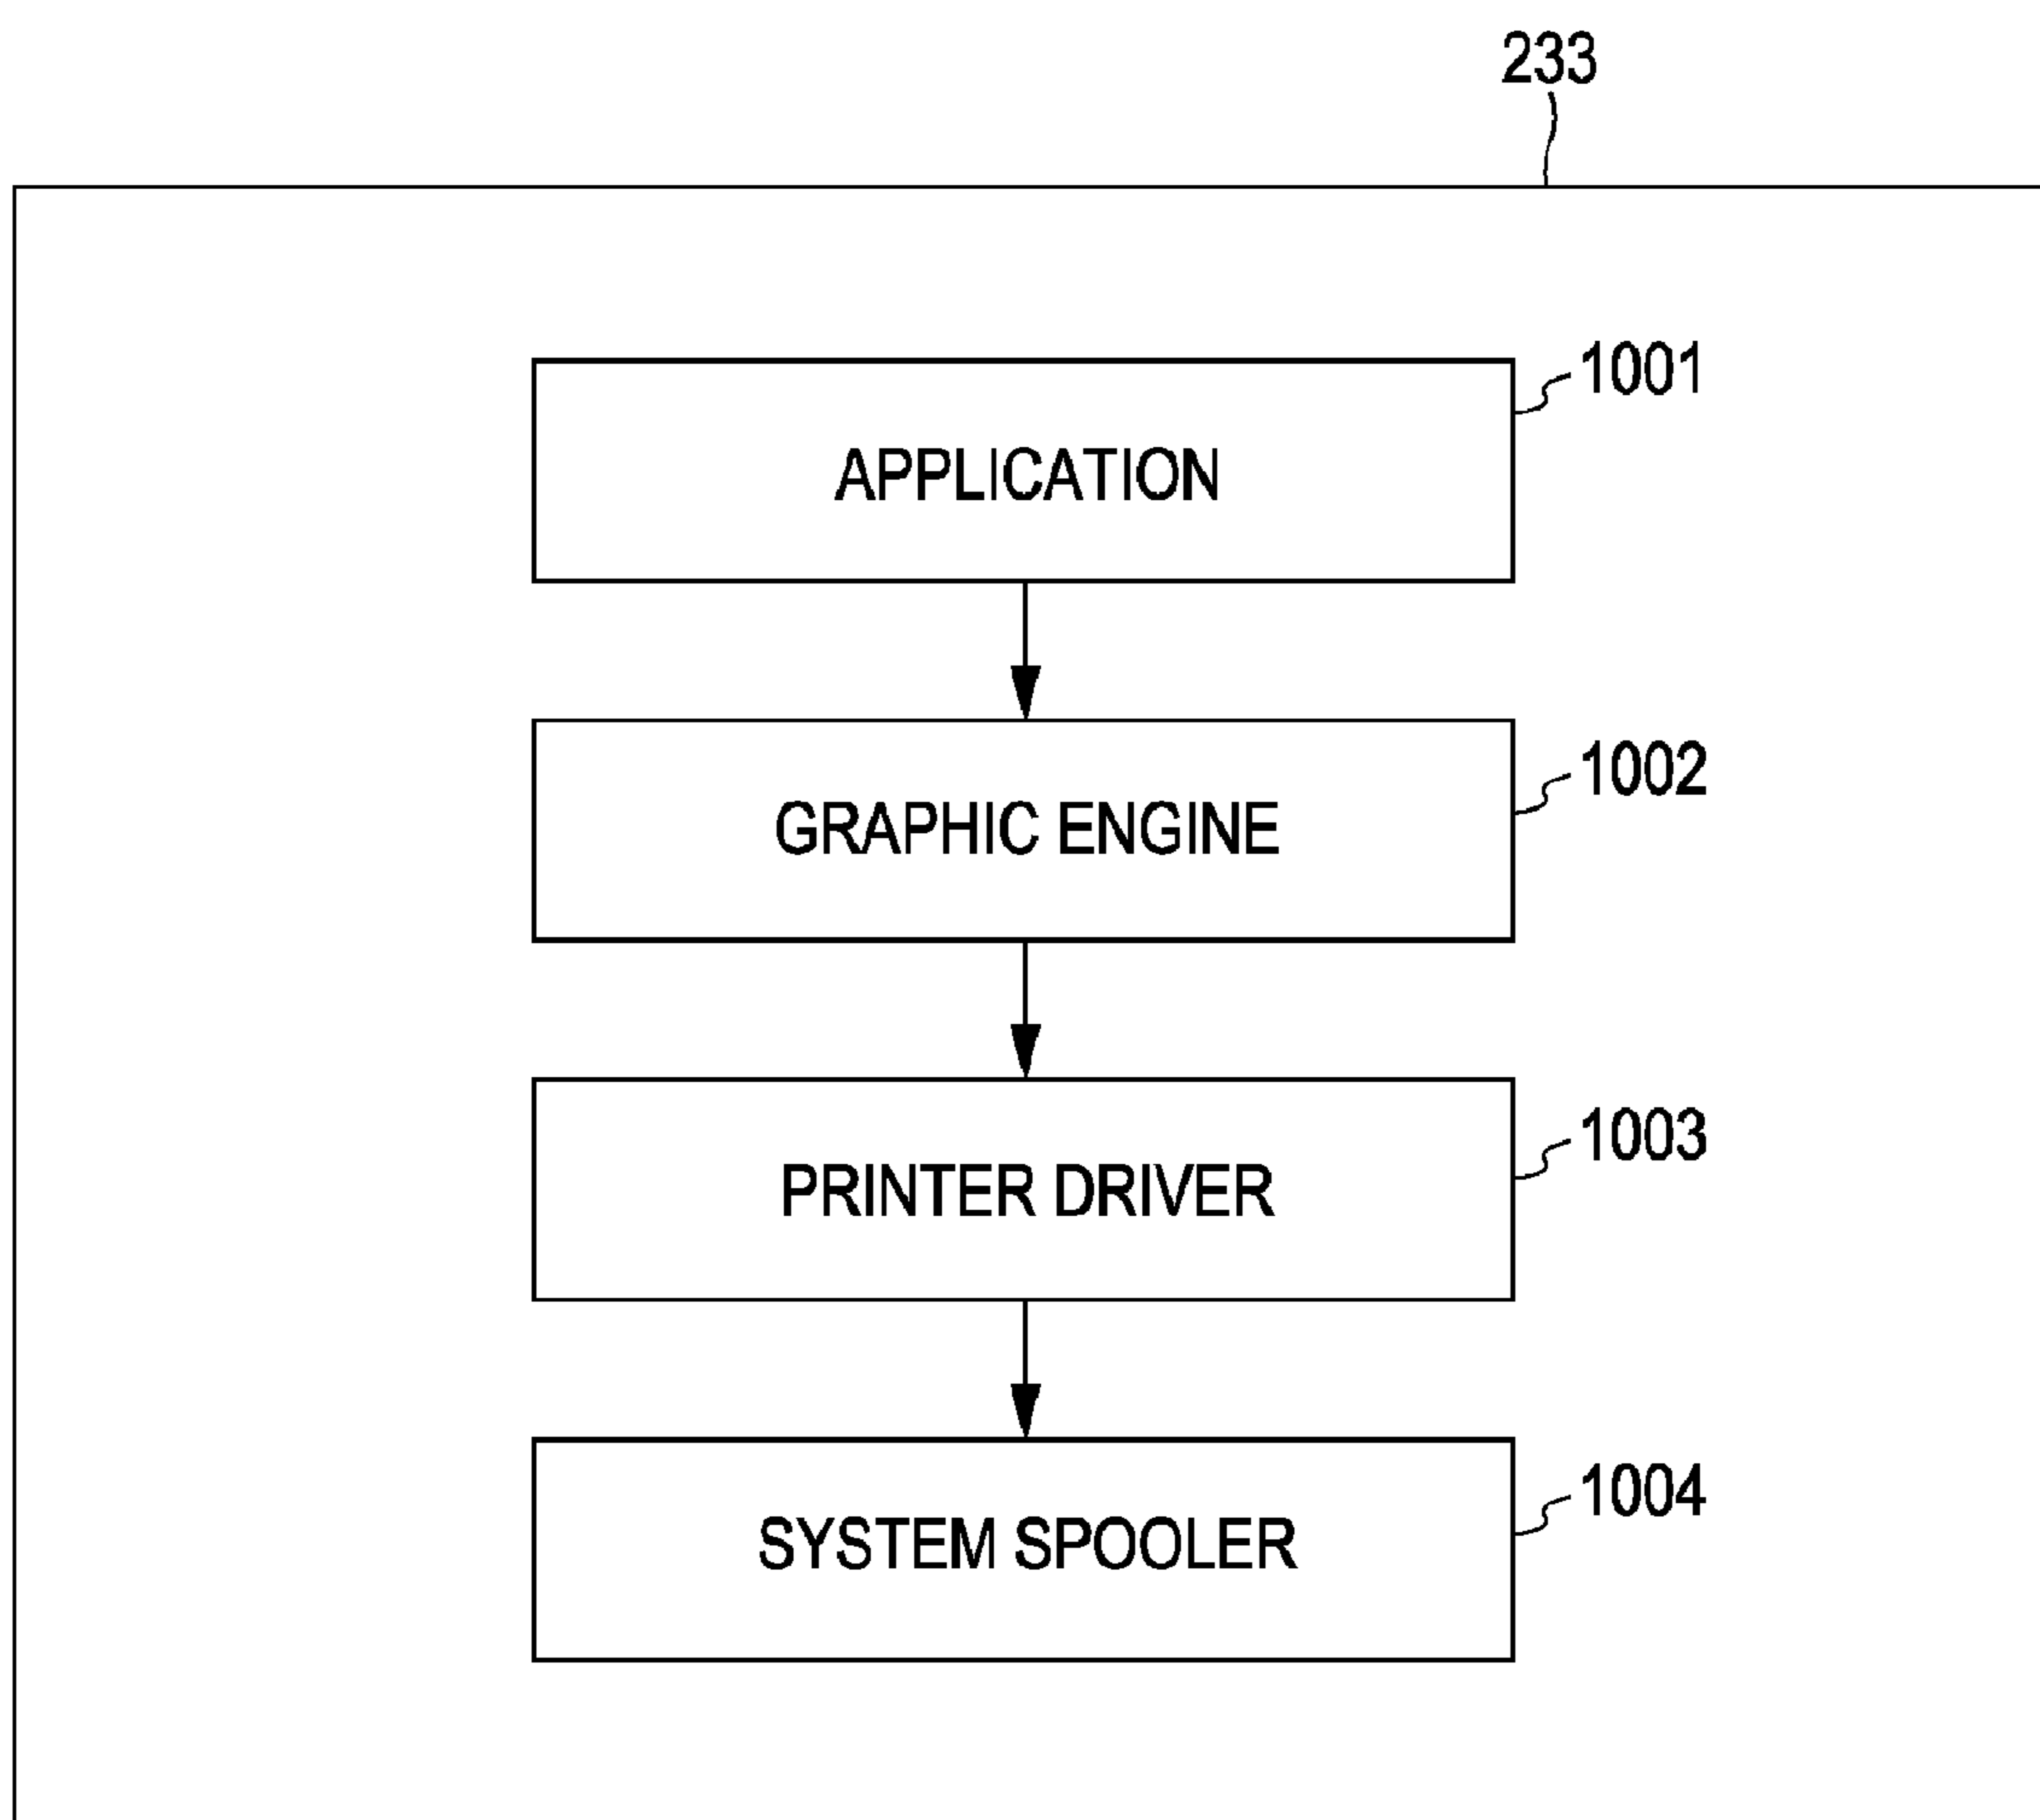 233
1001
APPLICATION
1002
GRAPHIC ENGINE
1003
PRINTER DRIVER
1004
SYSTEM SPOOLER